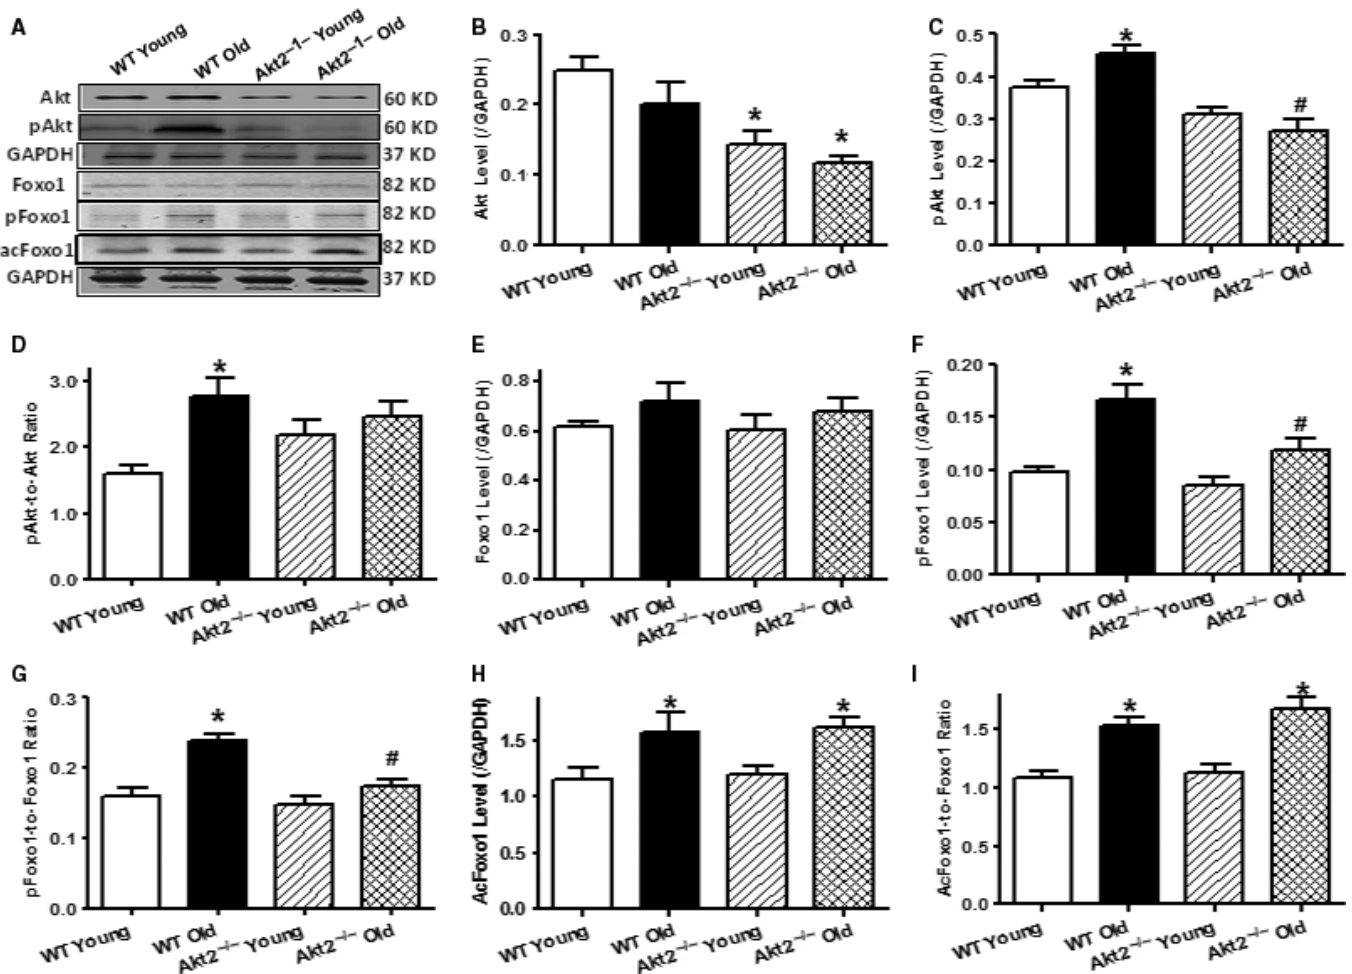 A
WT Young
WT Old
Akt2–1– Young
Akt2–1– Old
Akt 60 KD
pAkt 60 KD
GAPDH 37 KD
Foxo1 82 KD
pFoxo1 82 KD
acFoxo1 82 KD
GAPDH 37 KD
B
Akt Level (/GAPDH)
0.3
0.2
0.1
0.0
* *
WT Young WT Old Akt2–/– Young Akt2–/– Old
C
pAkt Level (/GAPDH)
0.5
0.4
0.3
0.2
0.1
0.0
* #
WT Young WT Old Akt2–/– Young Akt2–/– Old
D
pAkt-to-Akt Ratio
3.0
2.0
1.0
0.0
*
WT Young WT Old Akt2–/– Young Akt2–/– Old
E
Foxo1 Level (/GAPDH)
0.8
0.6
0.4
0.2
0.0
WT Young WT Old Akt2–/– Young Akt2–/– Old
F
pFoxo1 Level (/GAPDH)
0.20
0.15
0.10
0.05
0.00
* #
WT Young WT Old Akt2–/– Young Akt2–/– Old
G
pFoxo1-to-Foxo1 Ratio
0.3
0.2
0.1
0.0
* #
WT Young WT Old Akt2–/– Young Akt2–/– Old
H
AcFoxo1 Level (/GAPDH)
1.5
1.0
0.5
0.0
* *
WT Young WT Old Akt2–/– Young Akt2–/– Old
I
AcFoxo1-to-Foxo1 Ratio
1.5
1.0
0.5
0.0
* *
WT Young WT Old Akt2–/– Young Akt2–/– Old